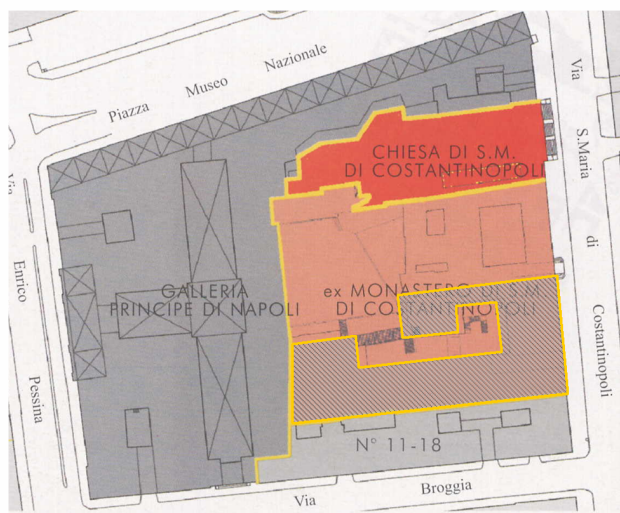 Piazza Museo Nazionale
Via S.Maria di Costantinopoli
CHIESA DI S.M.
DI COSTANTINOPOLI
Via Enrico Pessina
GALLERIA
PRINCIPE DI NAPOLI
ex MONASTERO DI S.M.
DI COSTANTINOPOLI
N° 11-18
Via Broggia